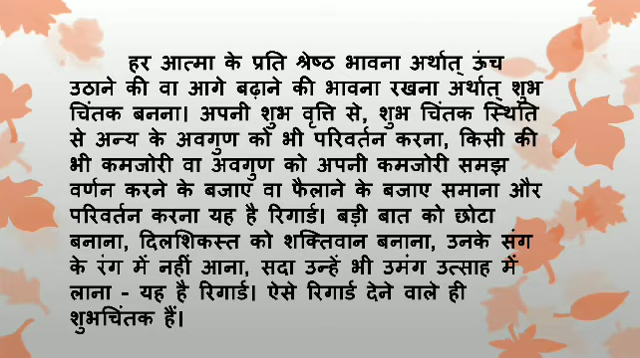 हर आत्मा के प्रति श्रेष्ठ भावना अर्थात् ऊंच
उठाने की वा आगे बढ़ाने की भावना रखना अर्थात् शुभ
चिंतक बनना। अपनी शुभ वृत्ति से, शुभ चिंतक स्थिति
से अन्य के अवगुण को भी परिवर्तन करना, किसी की
भी कमजोरी वा अवगुण को अपनी कमजोरी समझ
वर्णन करने के बजाए वा फैलाने के बजाए समाना और
परिवर्तन करना यह है रिगार्ड। बड़ी बात को छोटा
बनाना, दिलशिकस्त को शक्तिवान बनाना, उनके संग
के रंग में नहीं आना, सदा उन्हें भी उमंग उत्साह में
लाना - यह है रिगार्ड। ऐसे रिगार्ड देने वाले ही
शुभचिंतक हैं।